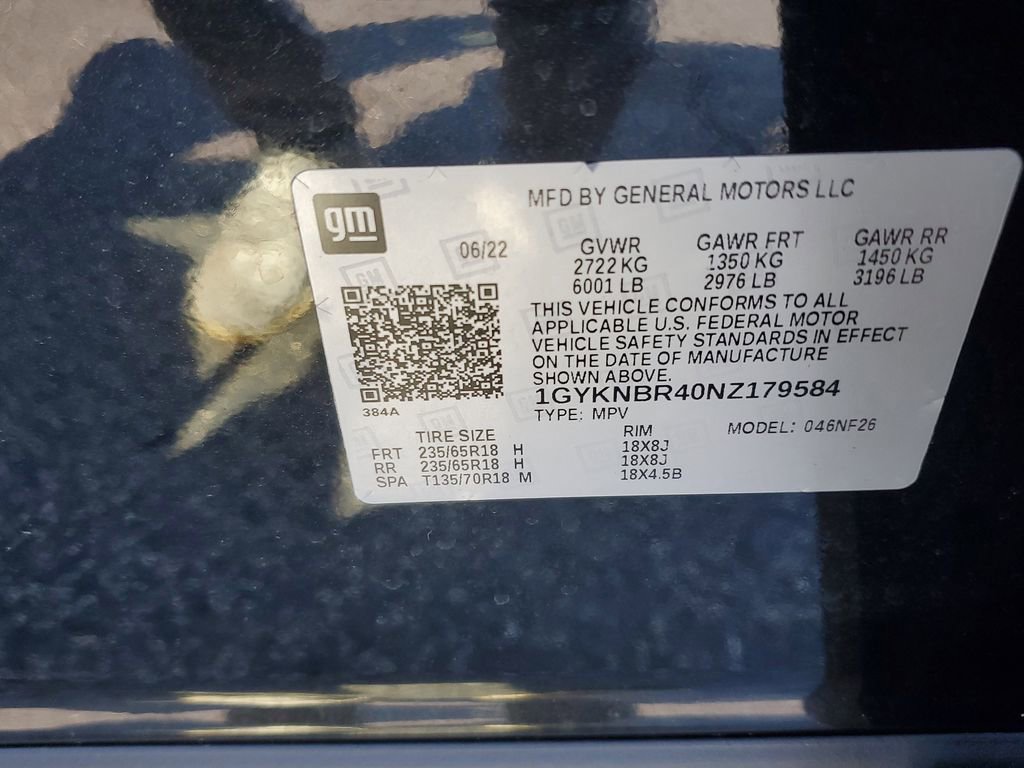 gm
MFD BY GENERAL MOTORS LLC
06/22
GVWR GAWR FRT GAWR RR
2722 KG 1350 KG 1450 KG
6001 LB 2976 LB 3196 LB
THIS VEHICLE CONFORMS TO ALL
APPLICABLE U.S. FEDERAL MOTOR
VEHICLE SAFETY STANDARDS IN EFFECT
ON THE DATE OF MANUFACTURE
SHOWN ABOVE.
1GYKNBR40NZ179584
384A
TYPE: MPV
MODEL: 046NF26
TIRE SIZE RIM
FRT 235/65R18 H 18X8J
RR 235/65R18 H 18X8J
SPA T135/70R18 M 18X4.5B